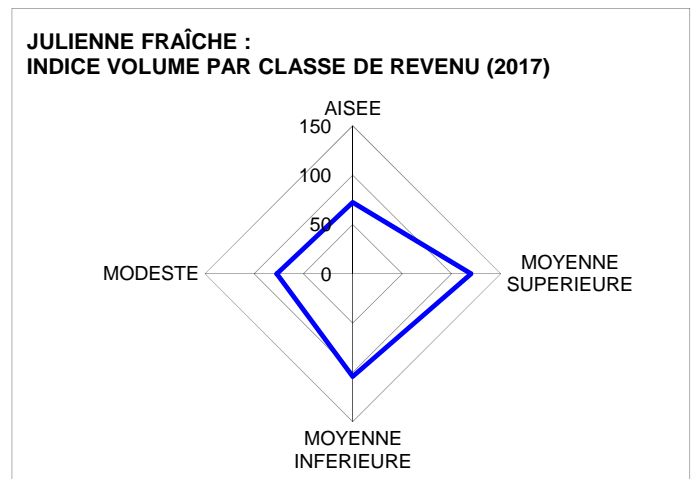 JULIENNE FRAÎCHE :
INDICE VOLUME PAR CLASSE DE REVENU (2017)
AISEE
150
100
50
0
MODESTE
MOYENNE
SUPERIEURE
MOYENNE
INFERIEURE